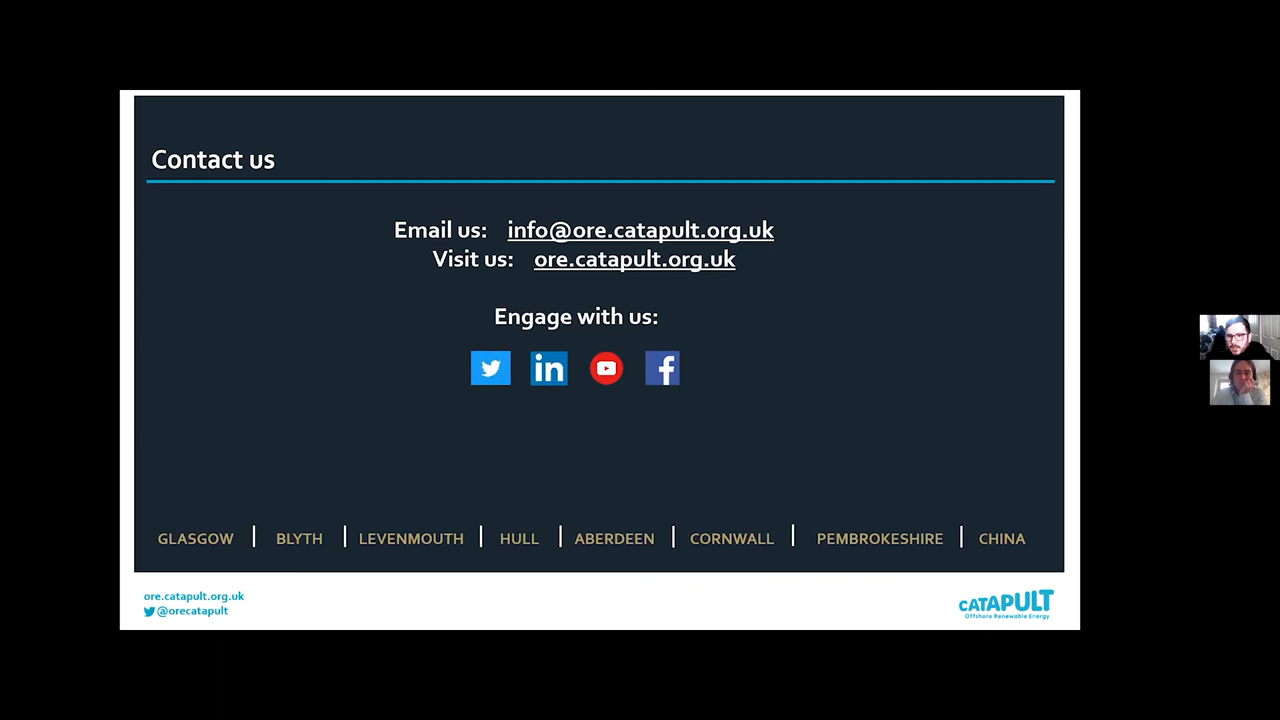 Contact us
Email us: info@ore.catapult.org.uk
Visit us: ore.catapult.org.uk
Engage with us:
in
f
GLASGOW | BLYTH | LEVENMOUTH | HULL | ABERDEEN | CORNWALL | PEMBROKESHIRE | CHINA
ore.catapult.org.uk
@orecatapult
CATAPULT
Offshore Renewable Energy